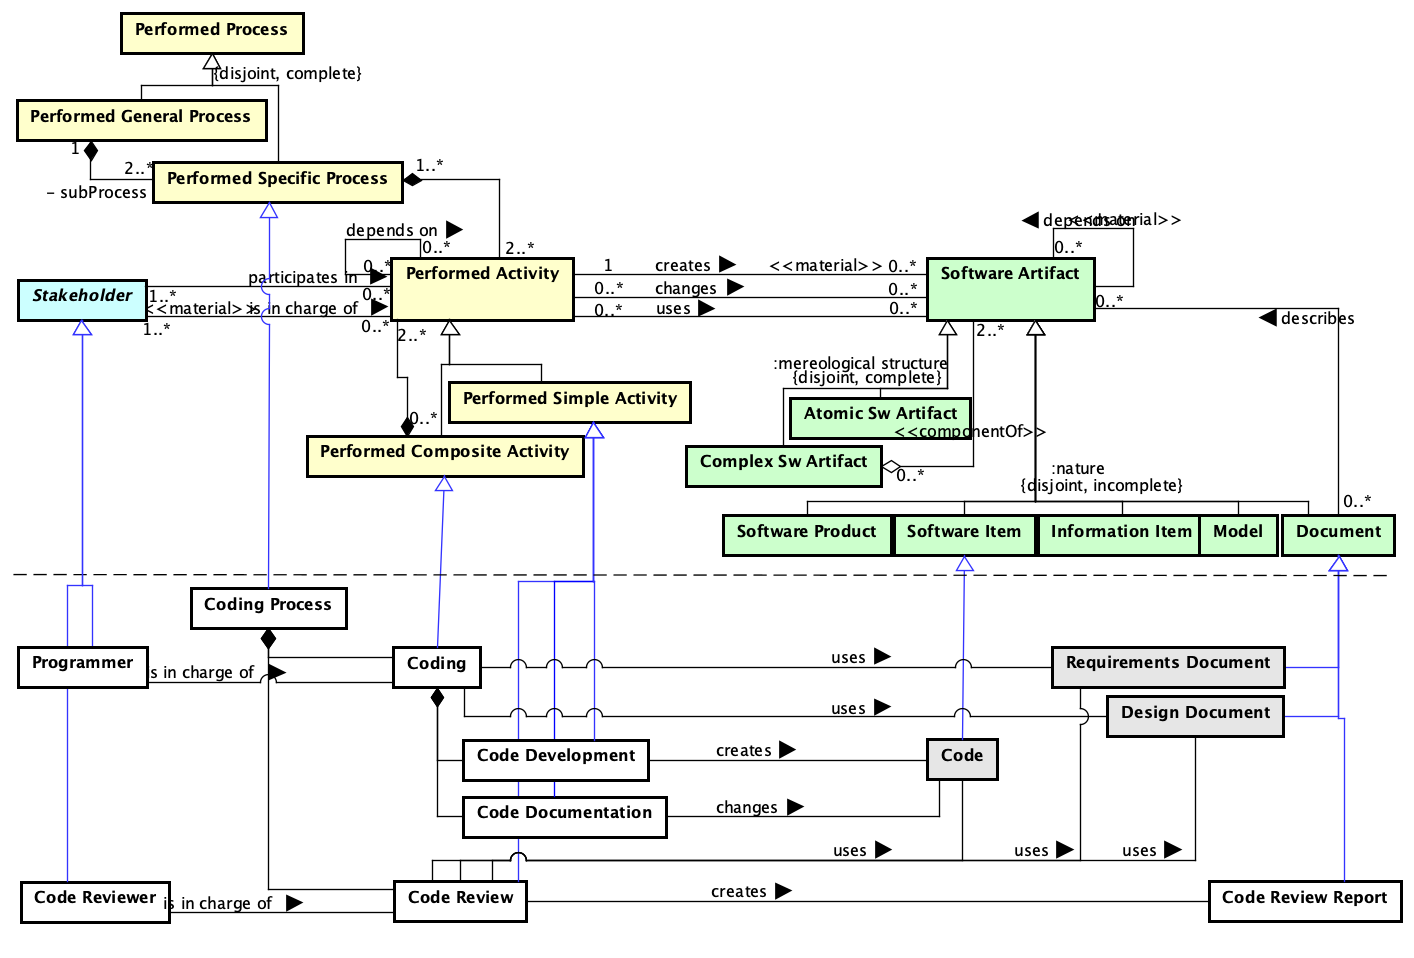 Performed Process
{disjoint, complete}
Performed General Process
1
2..*
- subProcess
Performed Specific Process
1..*
depends on
0..*
2..*
0..*
Performed Activity
participates in
Stakeholder
1..*
0..*
<<material>>
is in charge of
1..*
0..*
1
creates
<<material>>
0..*
0..*
changes
0..*
0..*
uses
0..*
depends on
<<material>>
0..*
Software Artifact
0..*
describes
2..*
2..*
:mereological structure
{disjoint, complete}
Performed Simple Activity
Atomic Sw Artifact
0..*
<<componentOf>>
Performed Composite Activity
Complex Sw Artifact
0..*
:nature
{disjoint, incomplete}
0..*
Software Product
Software Item
Information Item
Model
Document
Coding Process
Programmer
s in charge of
Coding
uses
Requirements Document
uses
Design Document
Code Development
creates
Code
Code Documentation
changes
uses
uses
uses
Code Reviewer
is in charge of
Code Review
creates
Code Review Report